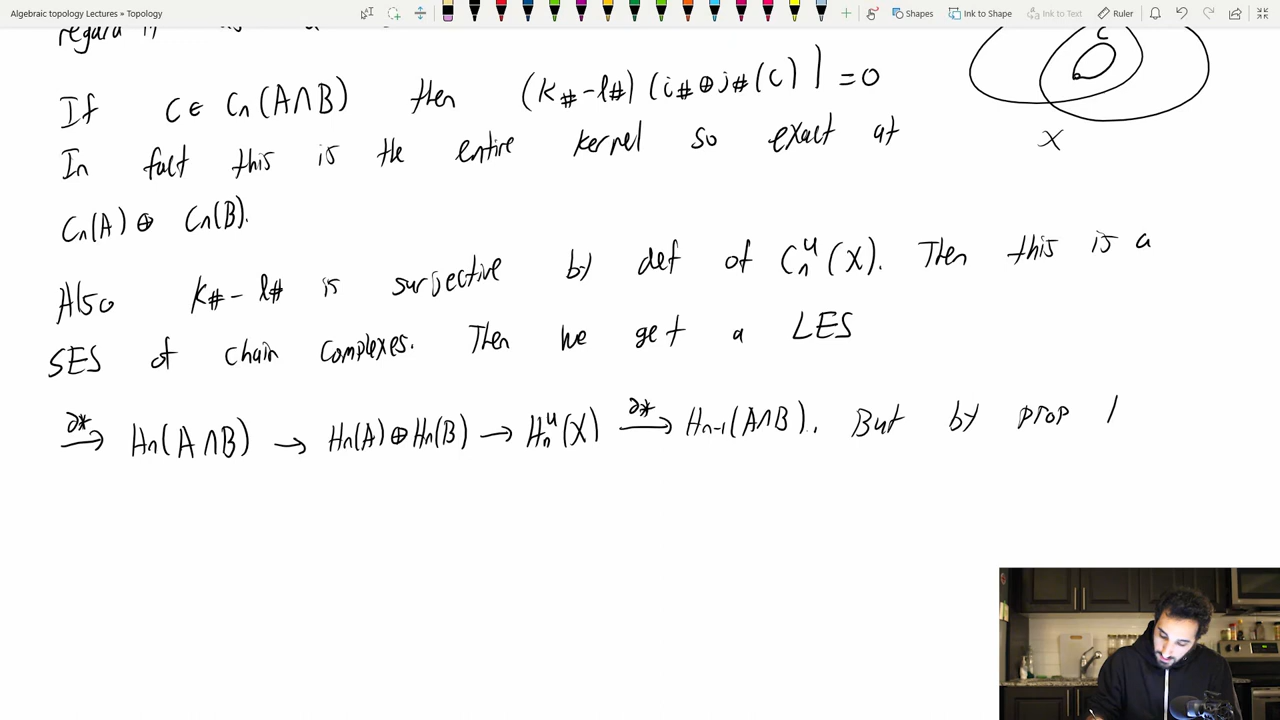 Algebraic topology Lectures » Topology
Shapes Ink to Shape Ink to Text Ruler
regard it
C
If C ∈ Cn(A∩B) then (k# - l#)(i#⊕j#(C)) = 0
X
In fact this is the entire kernel so exact at
Cn(A) ⊕ Cn(B).
Also k# - l# is surjective by def of Cn^U(X). Then this is a
SES of chain complexes. Then we get a LES
∂* → Hn(A∩B) → Hn(A)⊕Hn(B) → Hn^U(X) ∂* → Hn-1(A∩B). But by prop 1